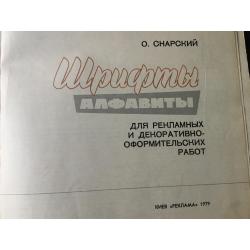 О. СНАРСКИЙ
Шрифты
АЛФАВИТЫ
ДЛЯ РЕКЛАМНЫХ
И ДЕКОРАТИВНО-
ОФОРМИТЕЛЬСКИХ
РАБОТ
КИЕВ «РЕКЛАМА» 1979